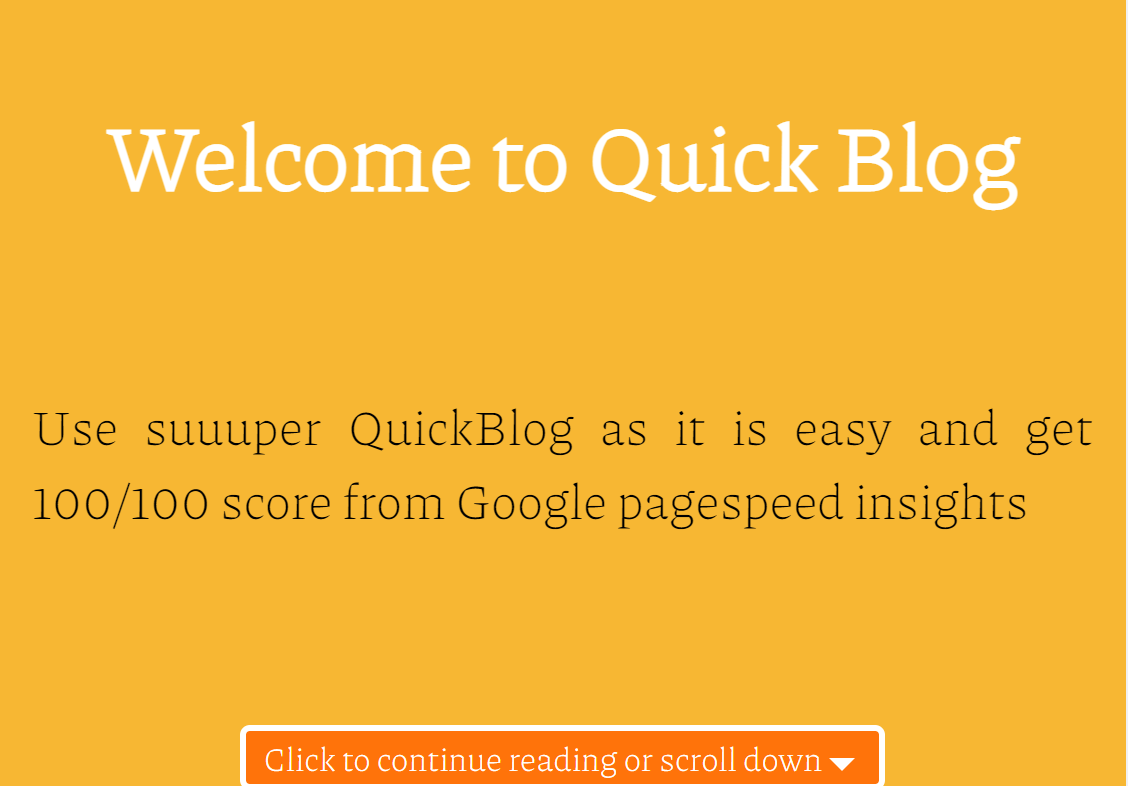 Welcome to Quick Blog
Use suuuper QuickBlog as it is easy and get
100/100 score from Google pagespeed insights
Click to continue reading or scroll down